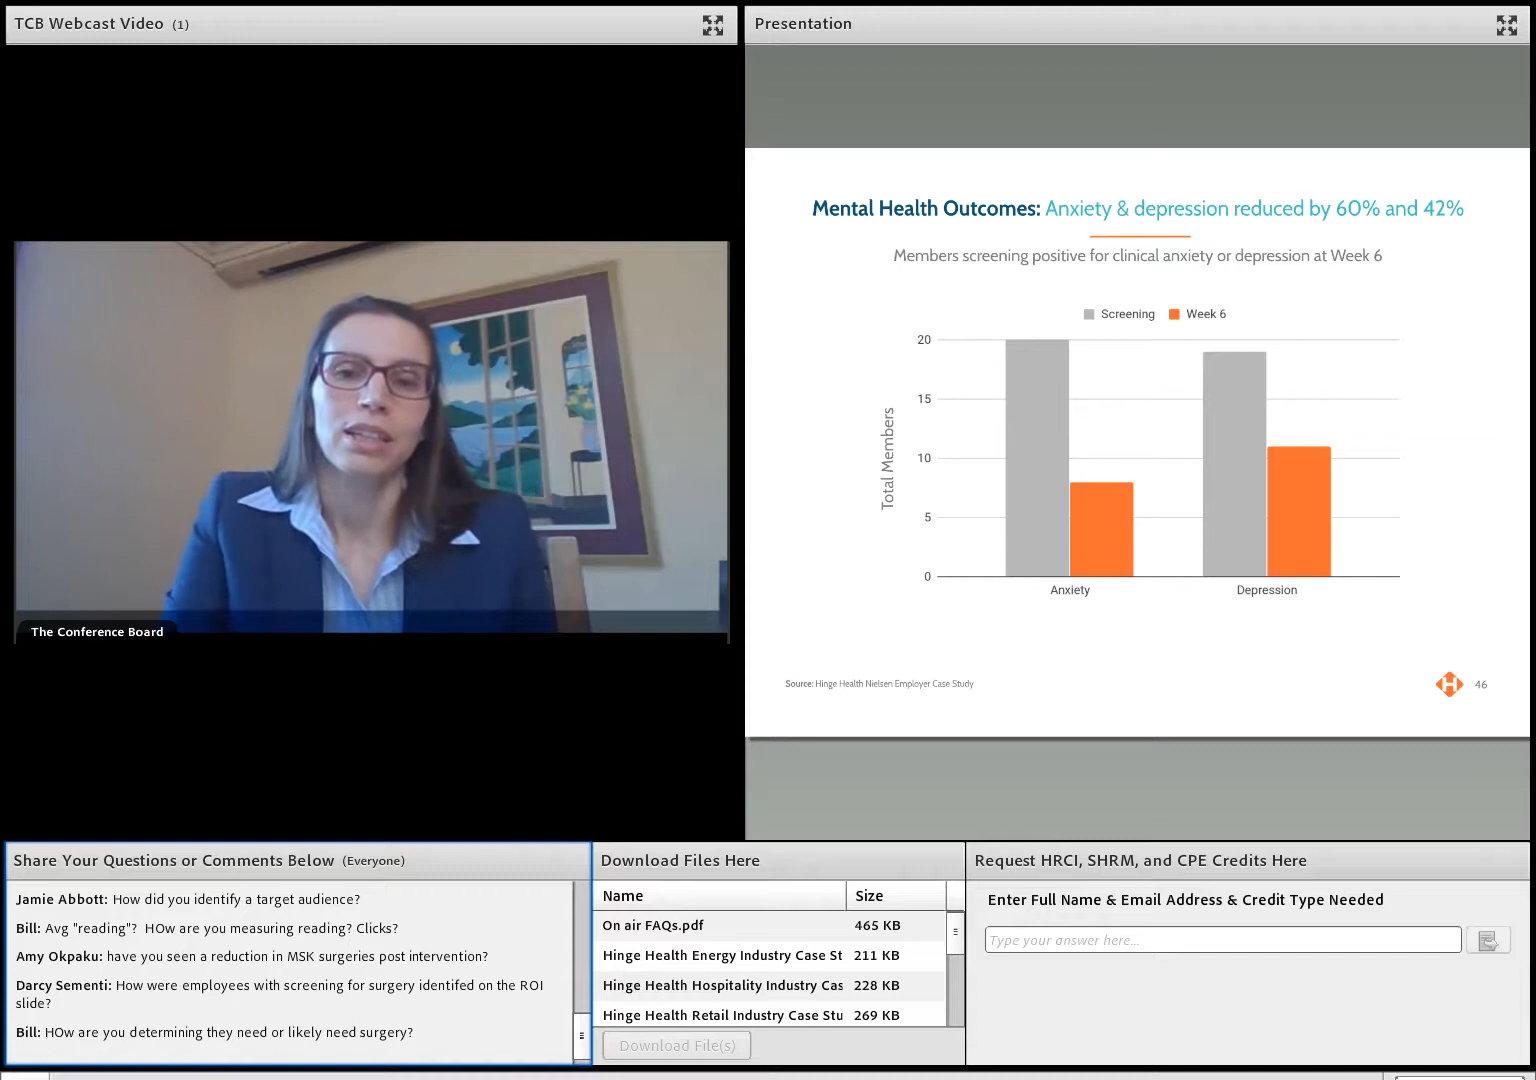 TCB Webcast Video (1)
Presentation
Mental Health Outcomes: Anxiety & depression reduced by 60% and 42%
Members screening positive for clinical anxiety or depression at Week 6
Screening Week 6
Total Members
20
15
10
5
0
Anxiety Depression
Source: Hinge Health Nielsen Employer Case Study
H 46
The Conference Board
Share Your Questions or Comments Below (Everyone)
Jamie Abbott: How did you identify a target audience?
Bill: Avg "reading"? HOw are you measuring reading? Clicks?
Amy Okpaku: have you seen a reduction in MSK surgeries post intervention?
Darcy Sementi: How were employees with screening for surgery identifed on the ROI
slide?
Bill: HOw are you determining they need or likely need surgery?
Download Files Here
Name Size
On air FAQs.pdf 465 KB
Hinge Health Energy Industry Case St 211 KB
Hinge Health Hospitality Industry Cas 228 KB
Hinge Health Retail Industry Case Stu 269 KB
Download File(s)
Request HRCI, SHRM, and CPE Credits Here
Enter Full Name & Email Address & Credit Type Needed
Type your answer here...